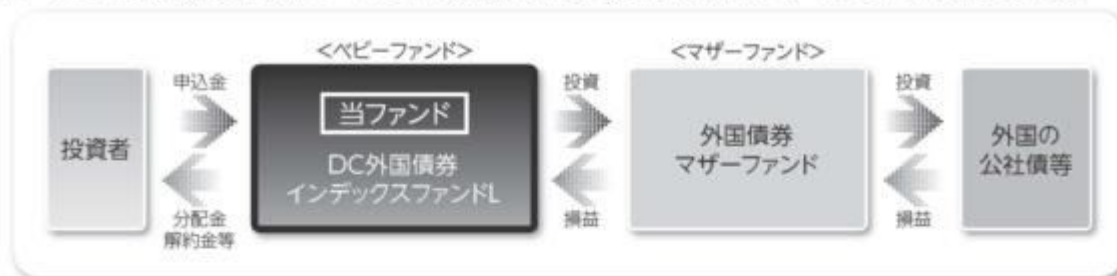 <ベビーファンド>
<マザーファンド>
投資者
申込金
分配金
解約金等
当ファンド
DC外国債券
インデックスファンドL
投資
損益
外国債券
マザーファンド
投資
損益
外国の
公社債等